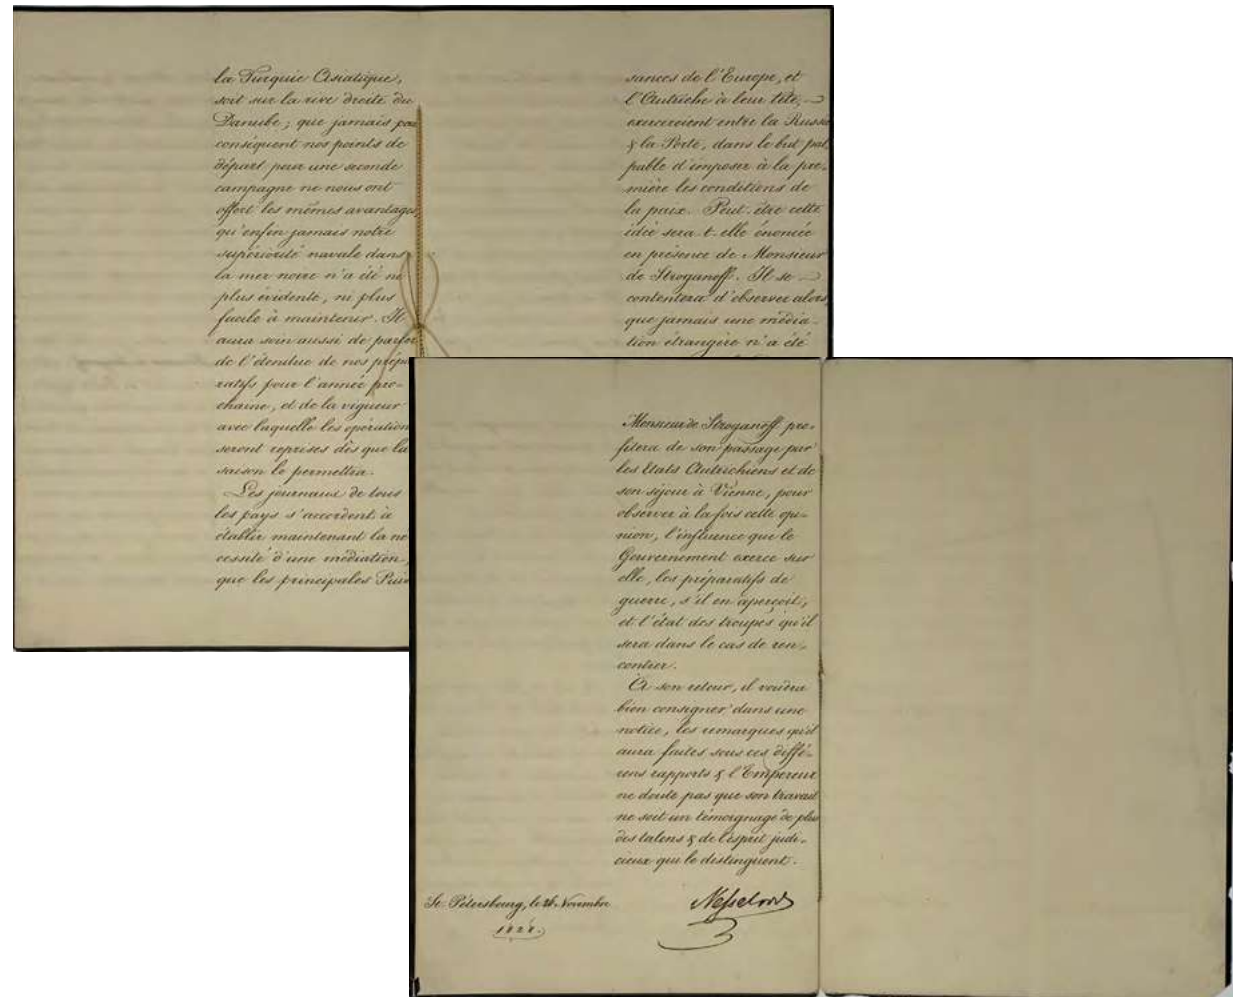 la Turquie Asiatique,
soit sur la rive droite du
Danube; que jamais par
conséquent nos points de
départ pour une seconde
campagne ne nous ont
offert les mêmes avantages,
qu'enfin jamais notre
supériorité navale dans
la mer noire n'a été ni
plus évidente, ni plus
facile à maintenir. Il
aura soin aussi de parler
de l'étendue de nos prépa
ratifs pour l'année pro-
chaine, et de la vigueur
avec laquelle les opération
seront reprises dès que la
saison le permettra.
Les journaux de tous
les pays s'accordent à
établir maintenant la né
cessité d'une médiation,
que les principales Puis
sances de l'Europe, et
l'Autriche à leur tête,
exerceroient entre la Russie
& la Porte, dans le but pal
pable d'imposer à la pre-
mière les conditions de
la paix. Peut-être cette
idée sera-t-elle énoncée
en présence de Monsieur
de Stroganoff. Il se
contentera d'observer alors,
que jamais une média-
tion étrangère n'a été
Monsieur de Stroganoff pro-
fitera de son passage par
les Etats Autrichiens et de
son séjour à Vienne, pour
observer à la fois cette opi-
nion, l'influence que le
Gouvernement exerce sur
elle, les préparatifs de
guerre, s'il en aperçoit,
et l'état des troupes qu'il
sera dans le cas de ren-
contrer.
A son retour, il voudra
bien consigner dans une
notice, les remarques qu'il
aura faites sous ces diffé-
rens rapports & l'Empereur
ne doute pas que son travail
ne soit un témoignage de plus
des talens & de l'esprit judi-
cieux qui le distinguent.
St. Pétersbourg, le Novembre
Nesselrode